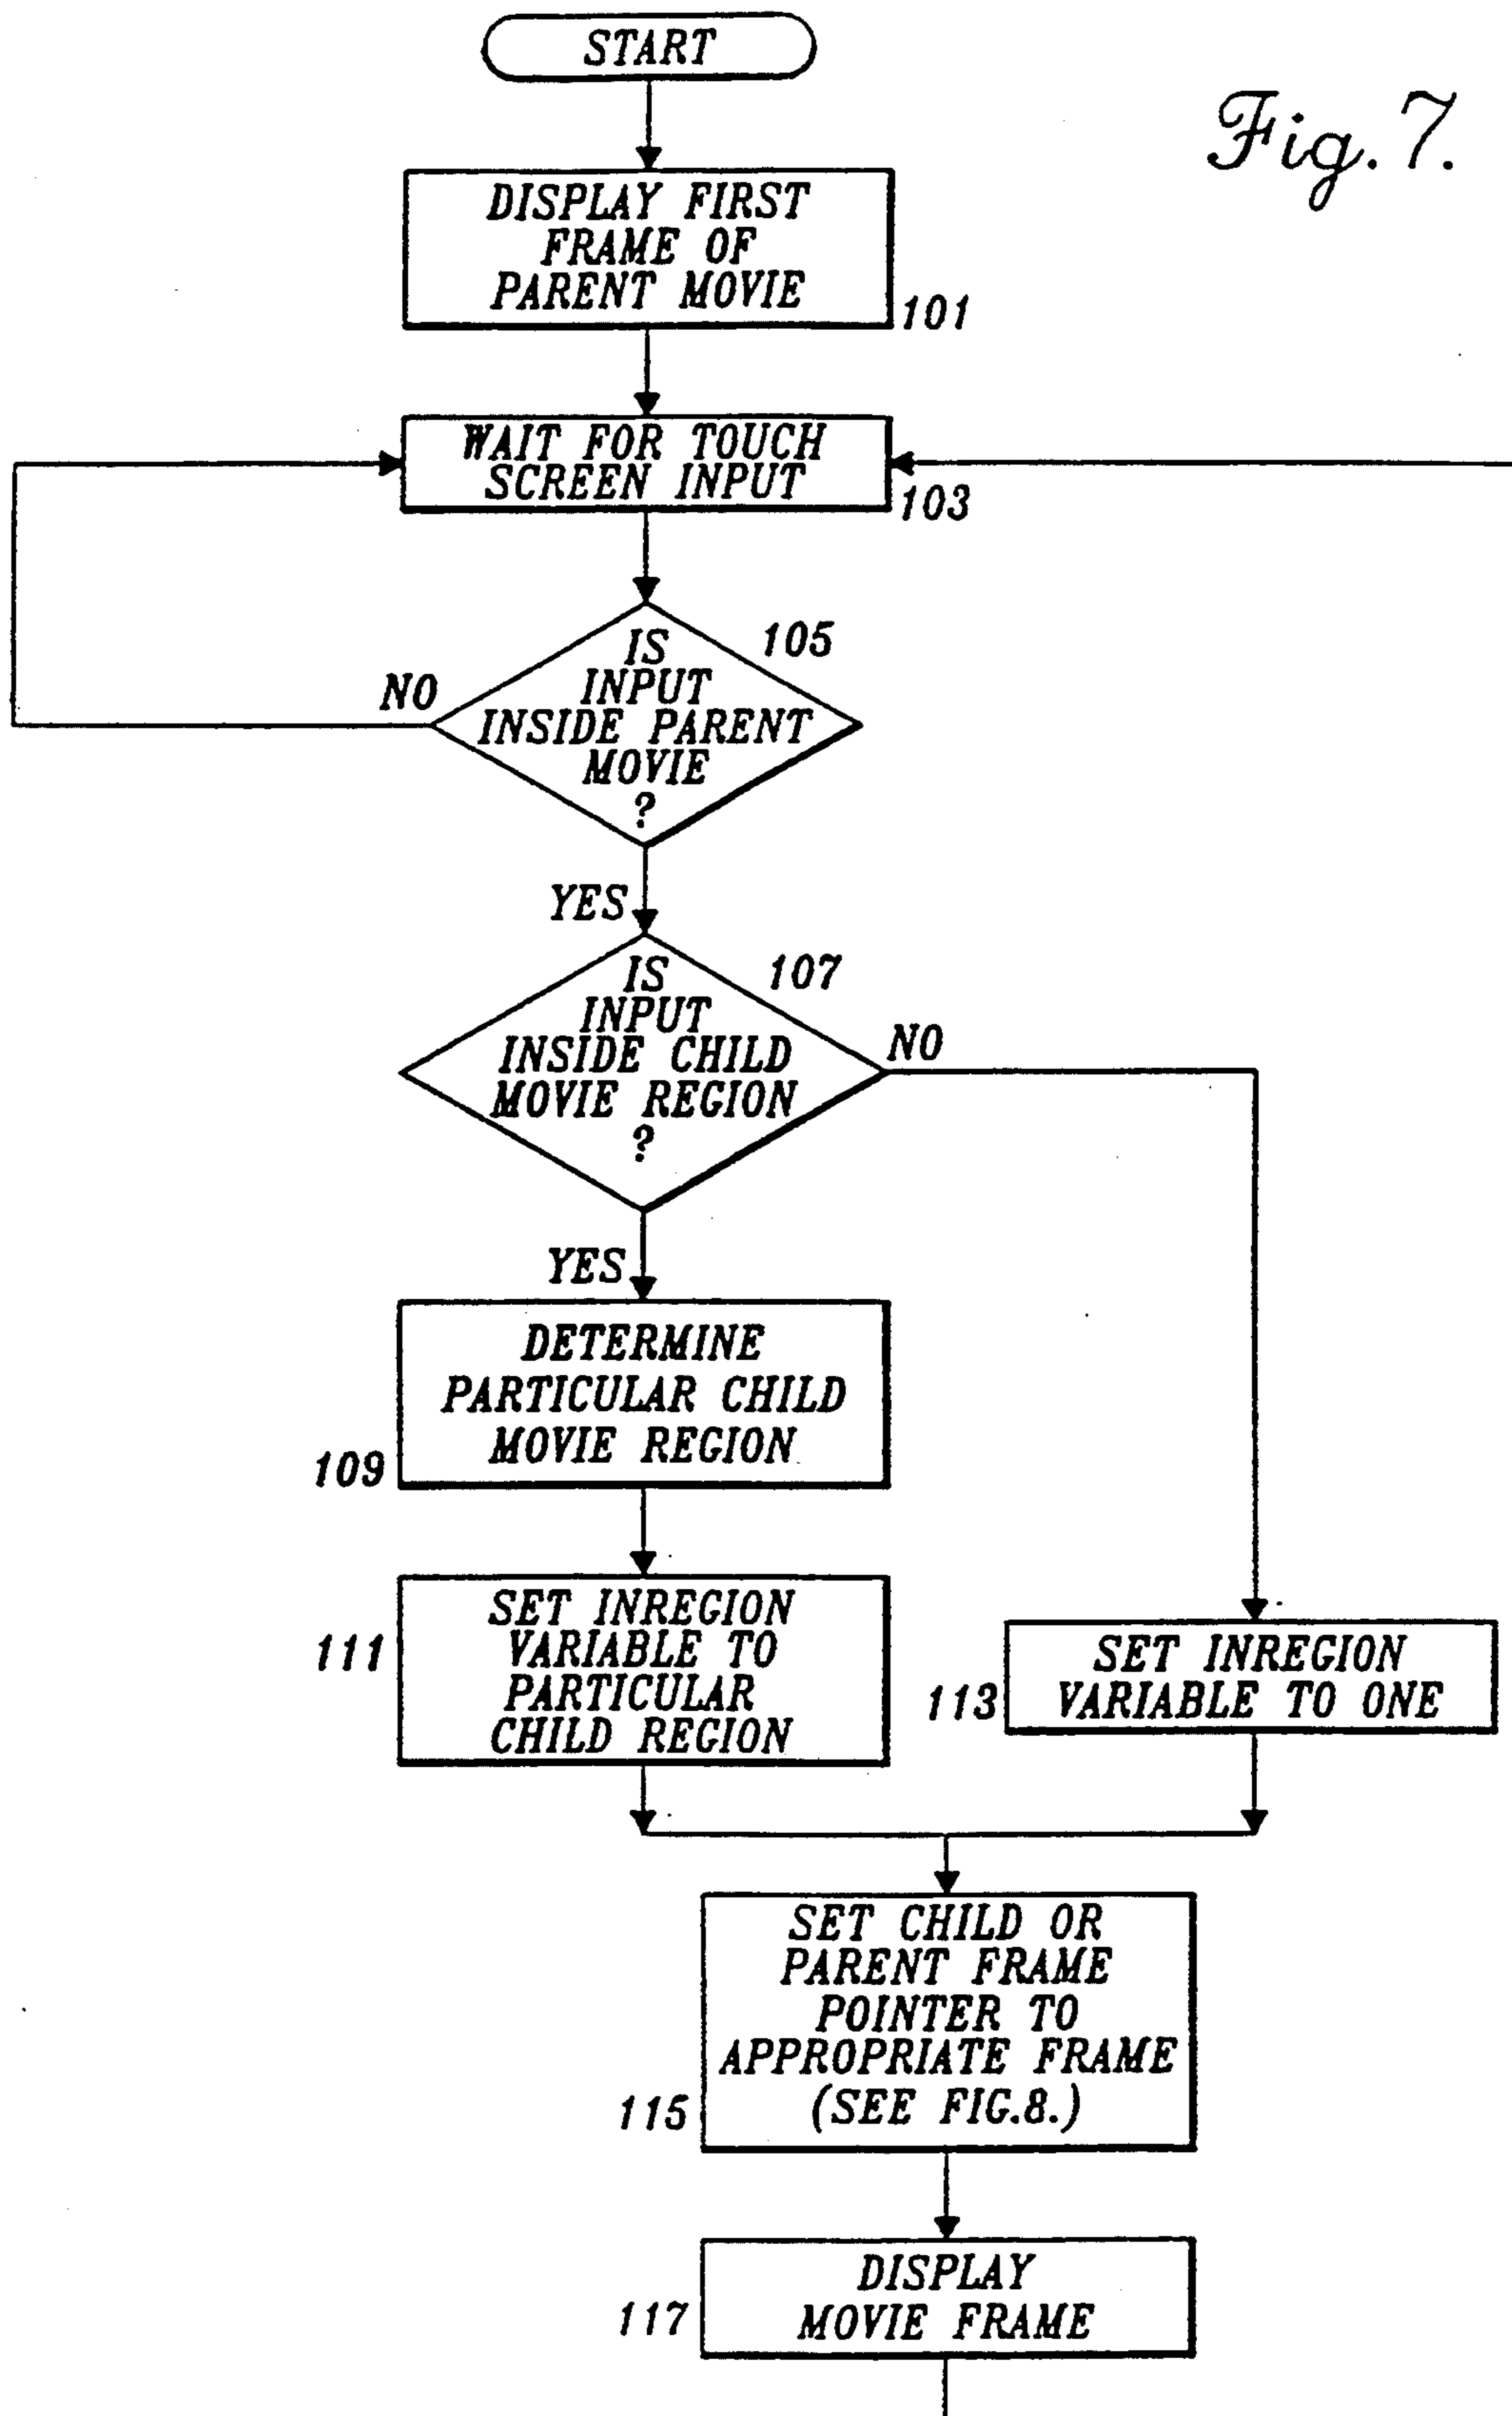 START
Fig. 7.
DISPLAY FIRST
FRAME OF
PARENT MOVIE
101
WAIT FOR TOUCH
SCREEN INPUT
103
105
IS
INPUT
INSIDE PARENT
MOVIE
?
NO
YES
107
IS
INPUT
INSIDE CHILD
MOVIE REGION
?
NO
YES
DETERMINE
PARTICULAR CHILD
MOVIE REGION
109
SET INREGION
VARIABLE TO
PARTICULAR
CHILD REGION
111
SET INREGION
VARIABLE TO ONE
113
SET CHILD OR
PARENT FRAME
POINTER TO
APPROPRIATE FRAME
(SEE FIG.8.)
115
DISPLAY
MOVIE FRAME
117